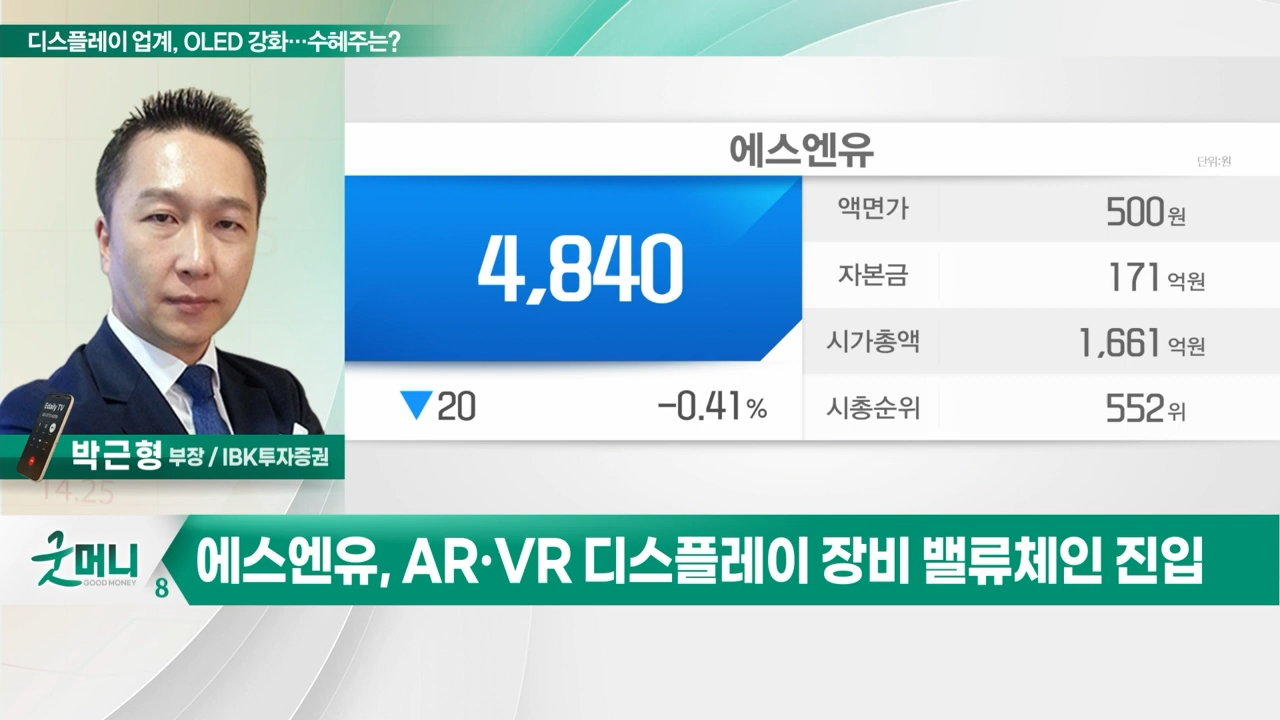 디스플레이 업계, OLED 강화…수혜주는?
에스엔유
단위:원
4,840
▼20 -0.41%
액면가 500원
자본금 171억원
시가총액 1,661억원
시총순위 552위
Edaily TV
박근형 부장 / IBK투자증권
14.25
굿머니
GOOD MONEY
8
에스엔유, AR·VR 디스플레이 장비 밸류체인 진입